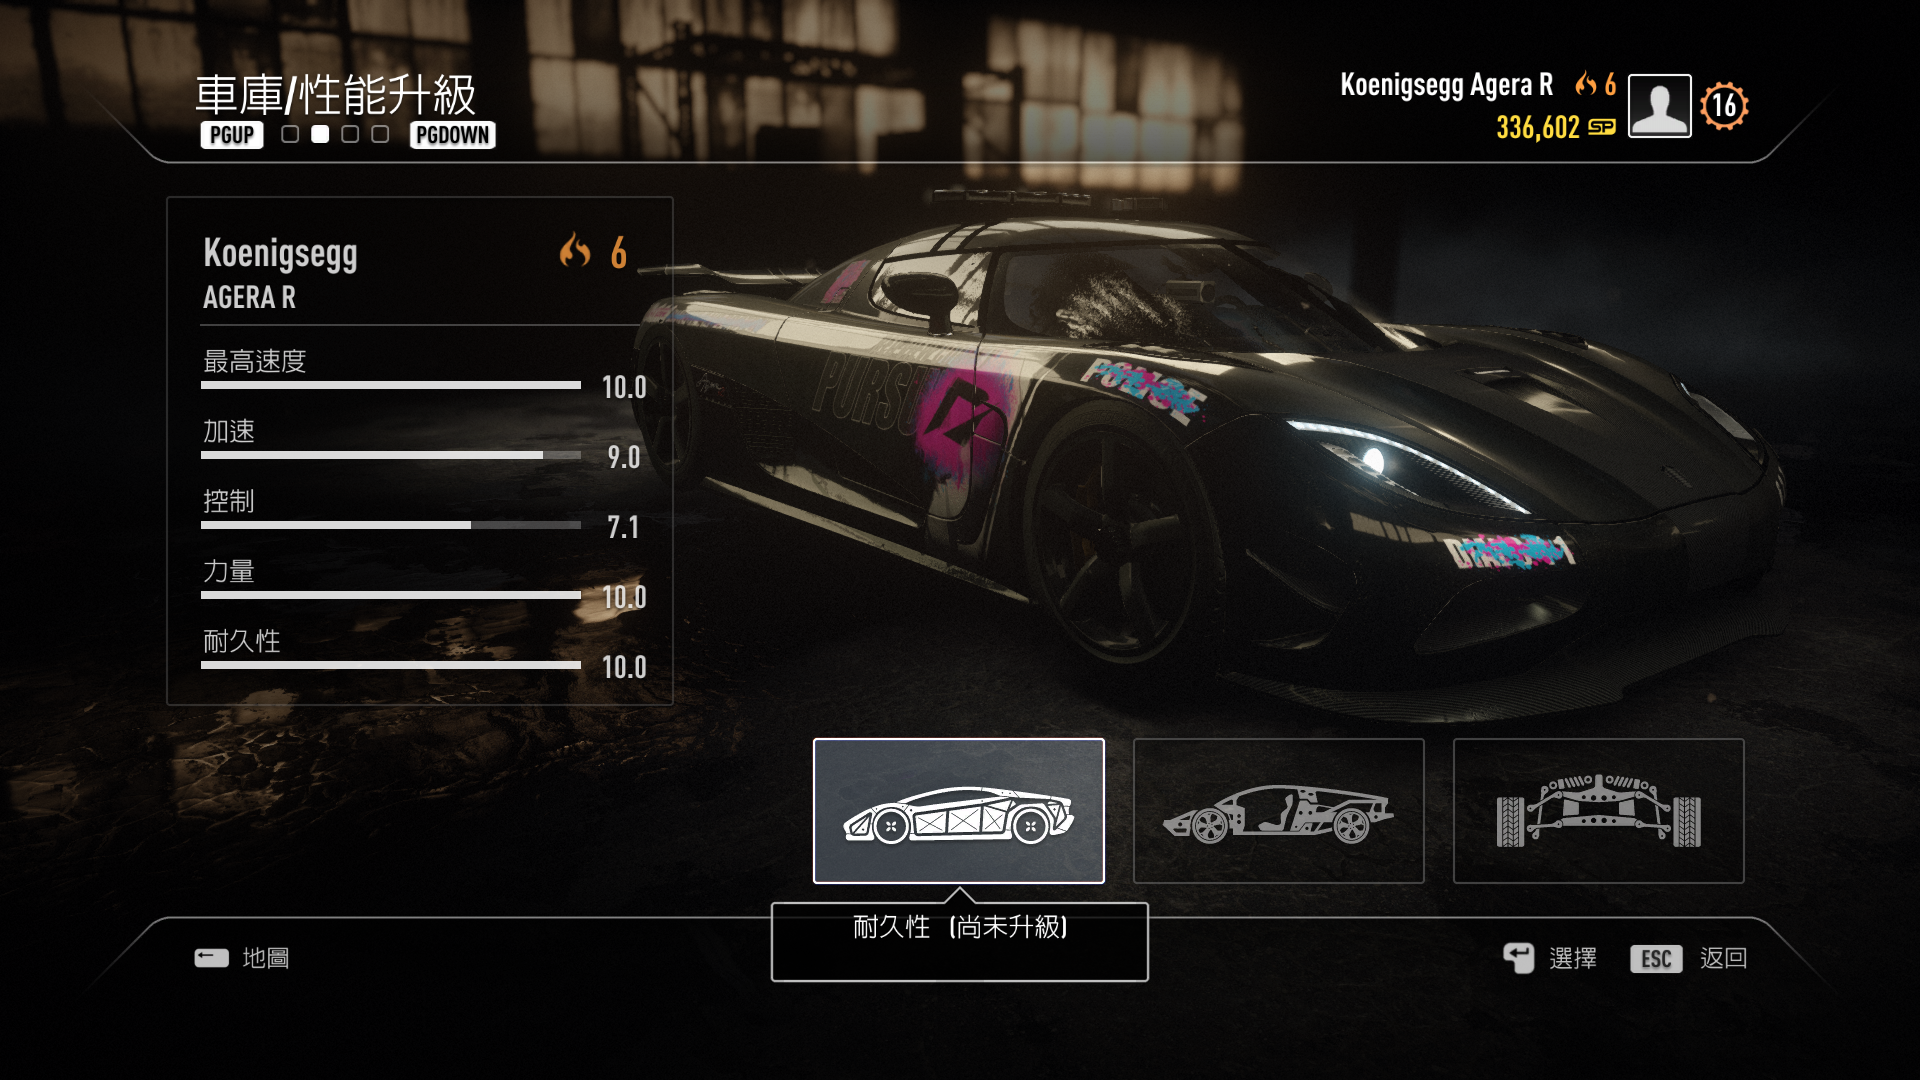 車庫/性能升級
PGUP PGDOWN
Koenigsegg Agera R 6
336,602 SP
16
Koenigsegg 6
AGERA R
最高速度
10.0
加速
9.0
控制
7.1
力量
10.0
耐久性
10.0
POLICE
耐久性 (尚未升級)
地圖
選擇 ESC 返回